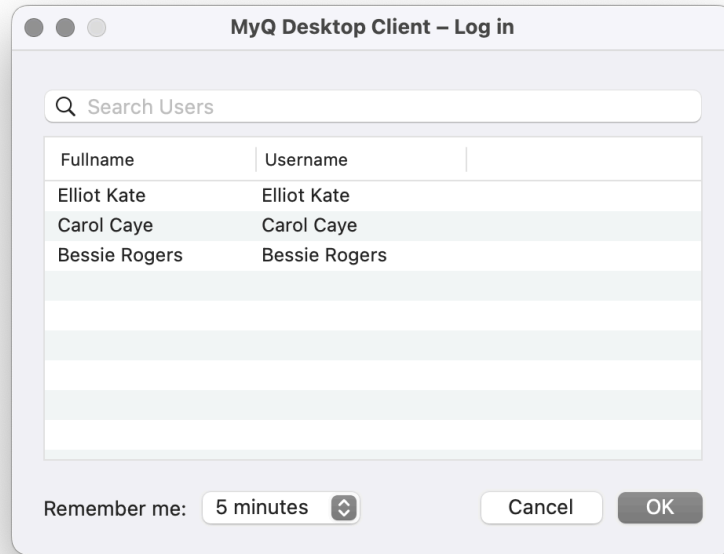 MyQ Desktop Client – Log in
Search Users
Fullname Username
Elliot Kate Elliot Kate
Carol Caye Carol Caye
Bessie Rogers Bessie Rogers
Remember me: 5 minutes Cancel OK